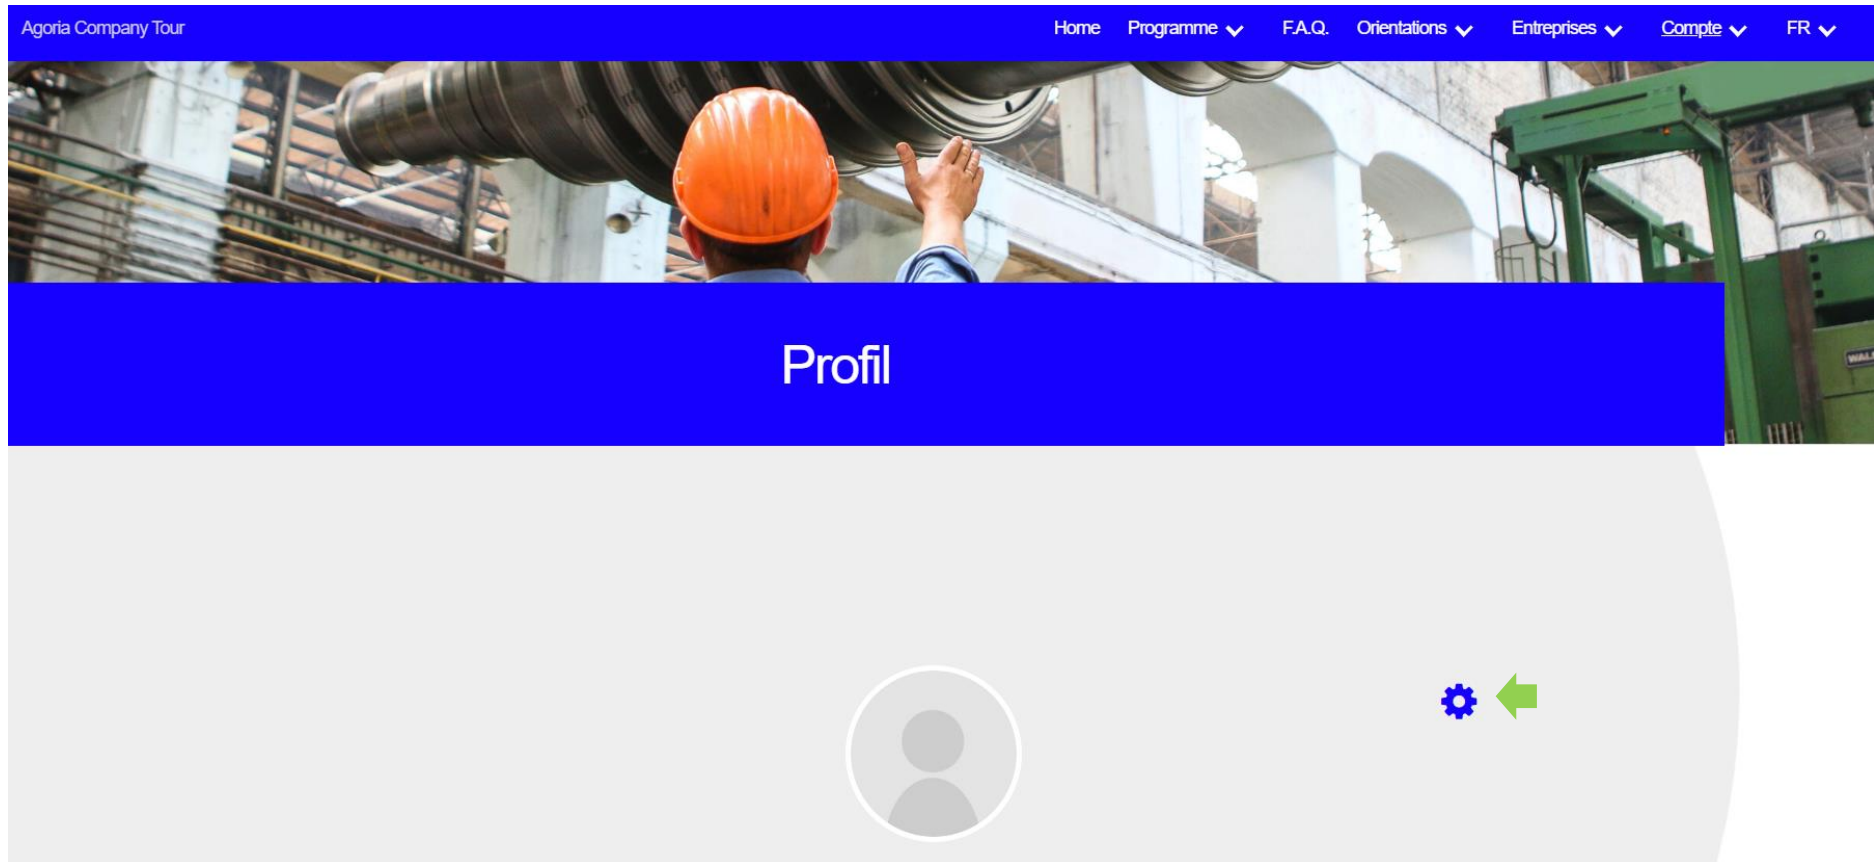 Agoria Company Tour
Home Programme F.A.Q. Orientations Entreprises Compte FR
Profil